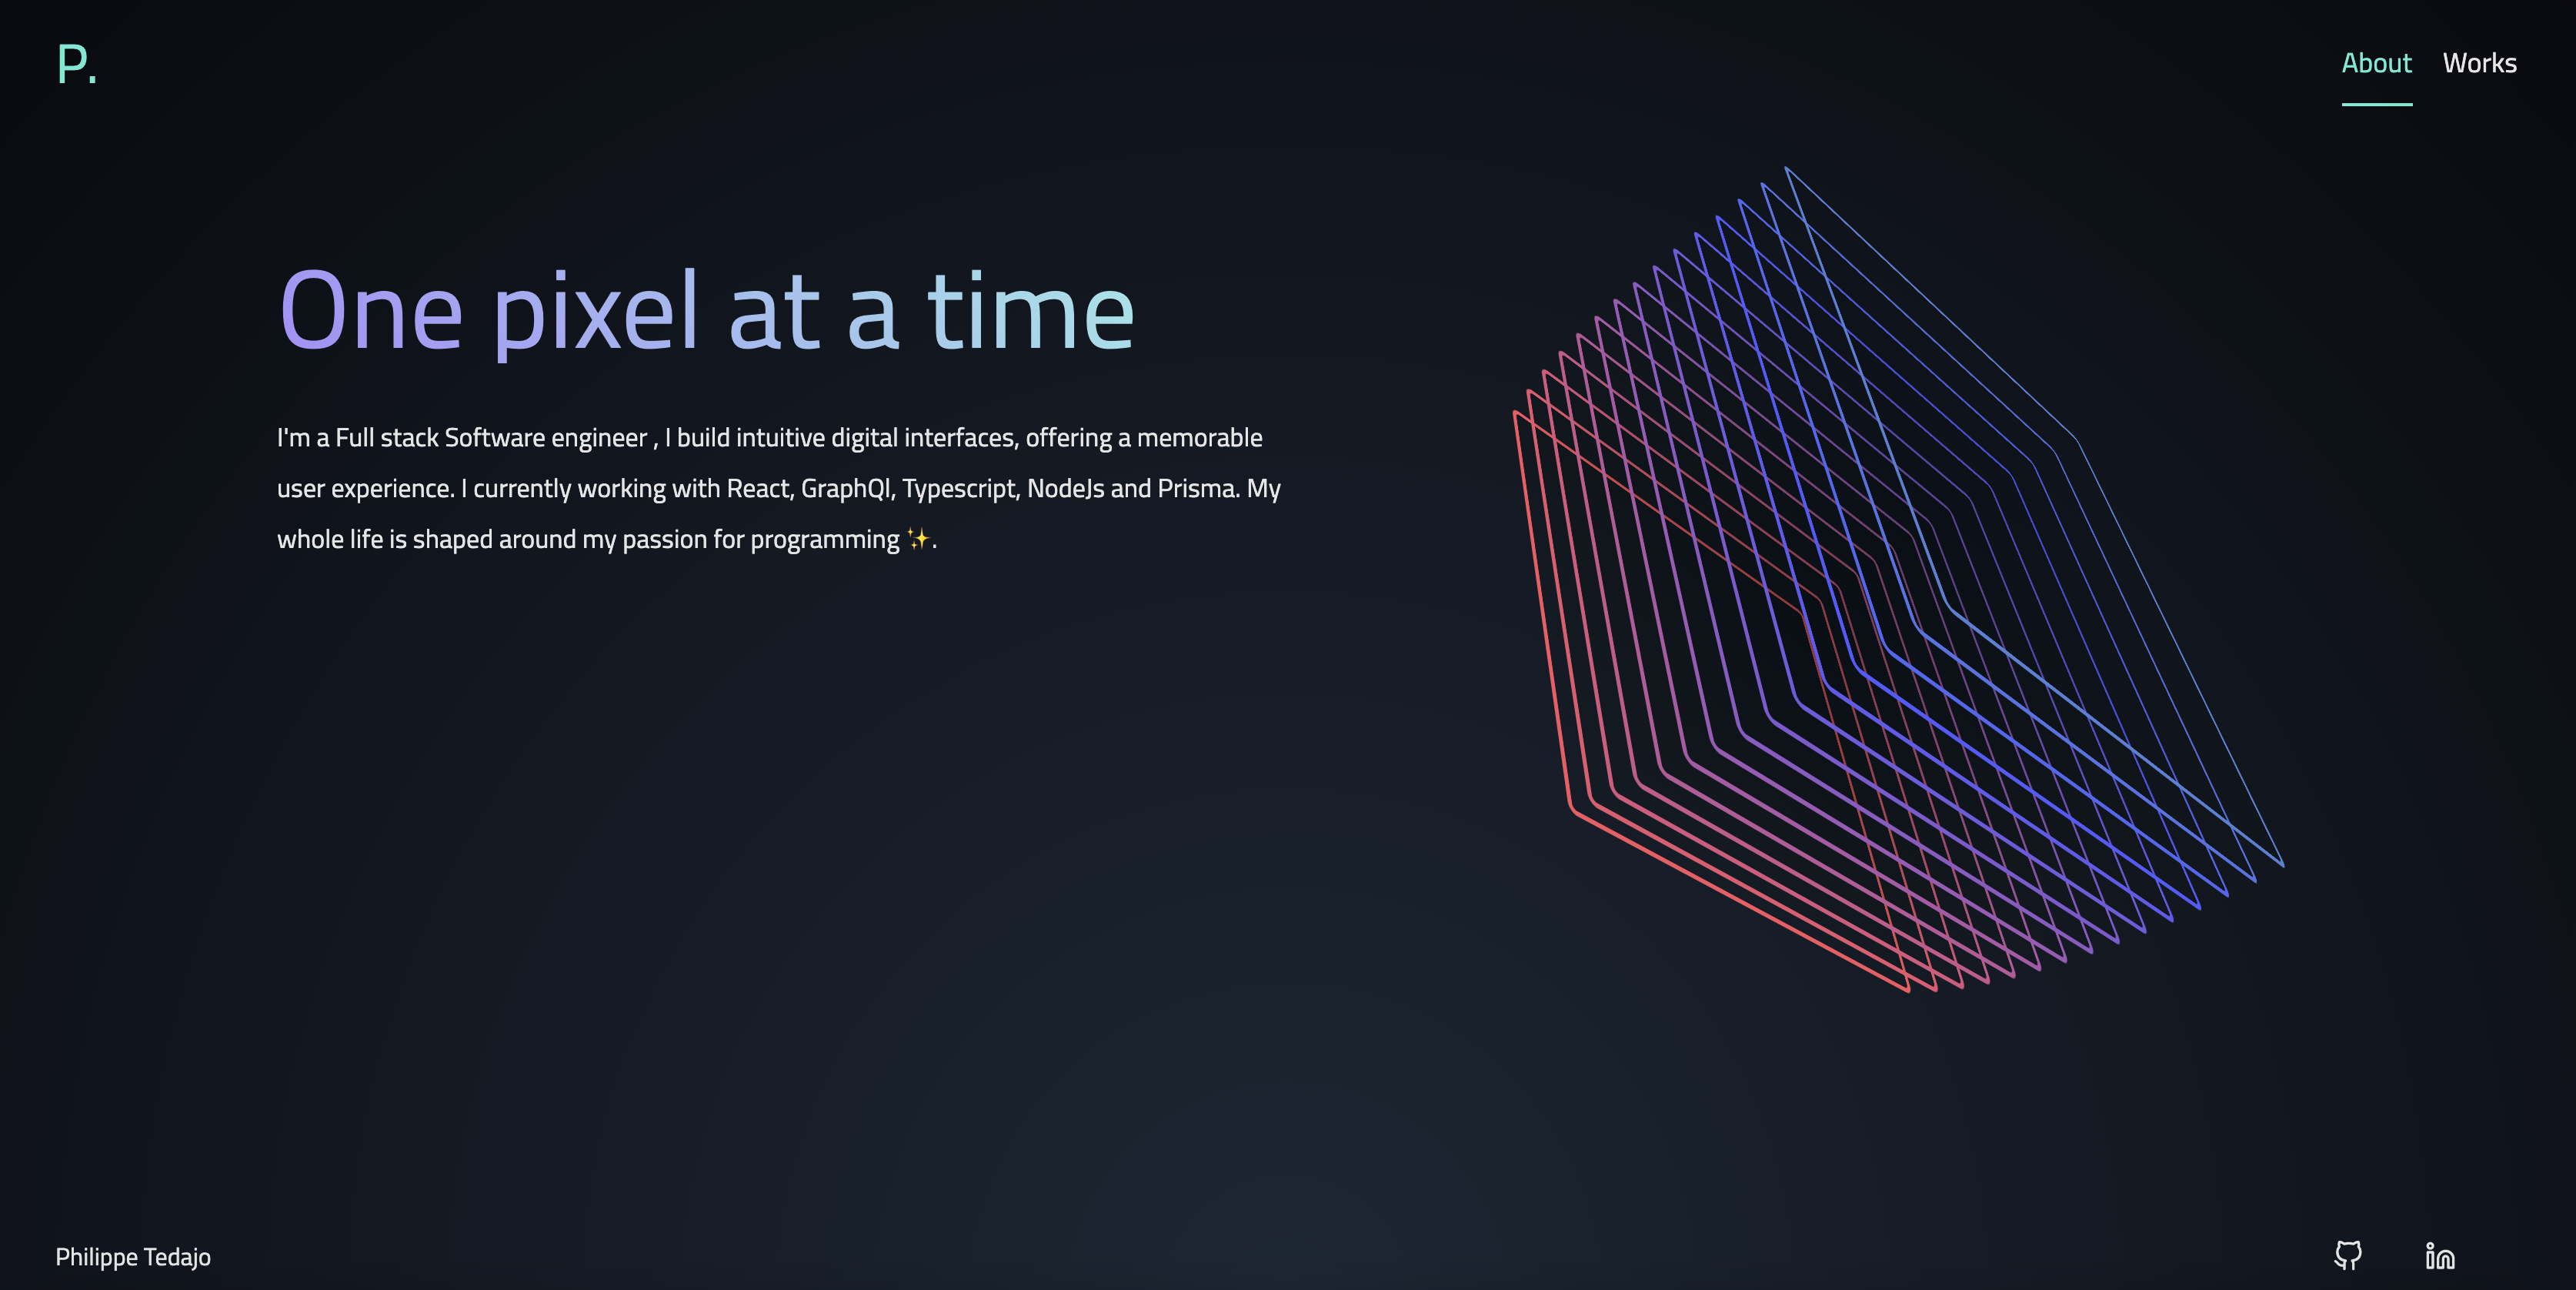 P.
About Works
One pixel at a time
I'm a Full stack Software engineer , I build intuitive digital interfaces, offering a memorable
user experience. I currently working with React, GraphQl, Typescript, NodeJs and Prisma. My
whole life is shaped around my passion for programming ✨.
Philippe Tedajo
in